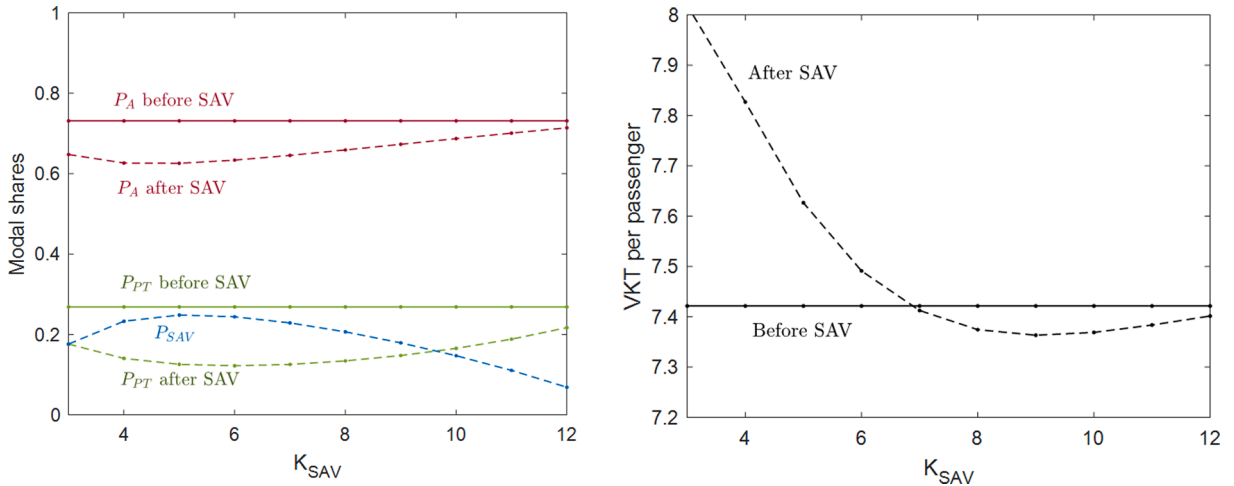 1
0.8
0.6
0.4
0.2
0
Modal shares
P_A before SAV
P_A after SAV
P_PT before SAV
P_SAV
P_PT after SAV
4
6
8
10
12
K_SAV
8
7.9
7.8
7.7
7.6
7.5
7.4
7.3
7.2
VKT per passenger
After SAV
Before SAV
4
6
8
10
12
K_SAV